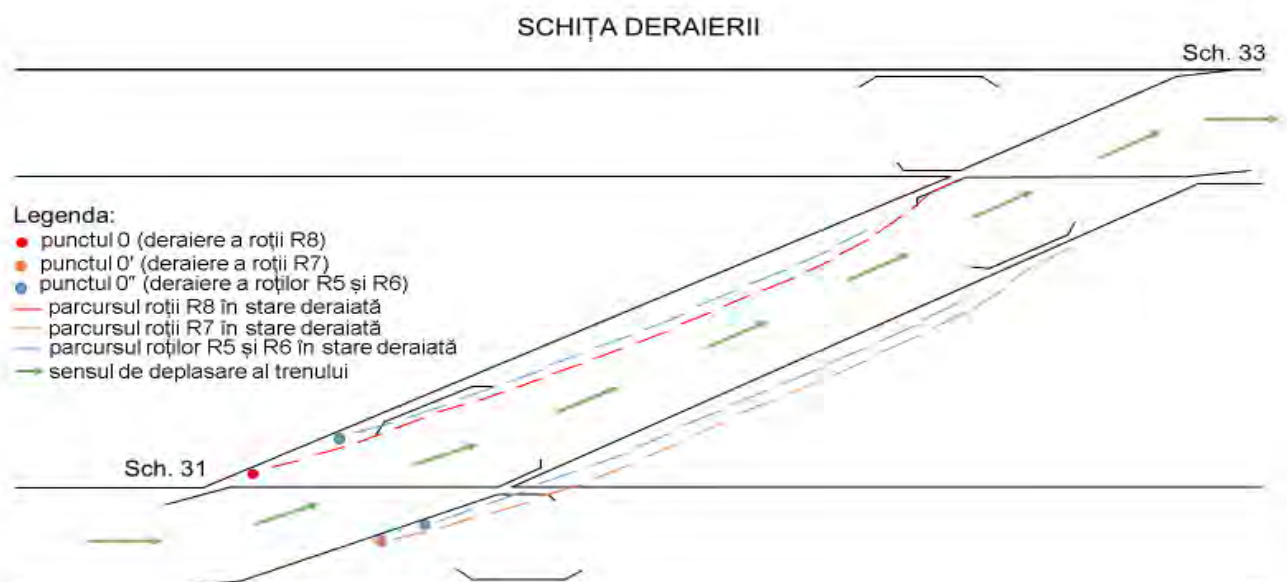 SCHIȚA DERAIERII
Sch. 33
Legenda:
punctul 0 (deraiere a roții R8)
punctul 0' (deraiere a roții R7)
punctul 0" (deraiere a roților R5 și R6)
parcursul roții R8 în stare deraiată
parcursul roții R7 în stare deraiată
parcursul roților R5 și R6 în stare deraiată
sensul de deplasare al trenului
Sch. 31